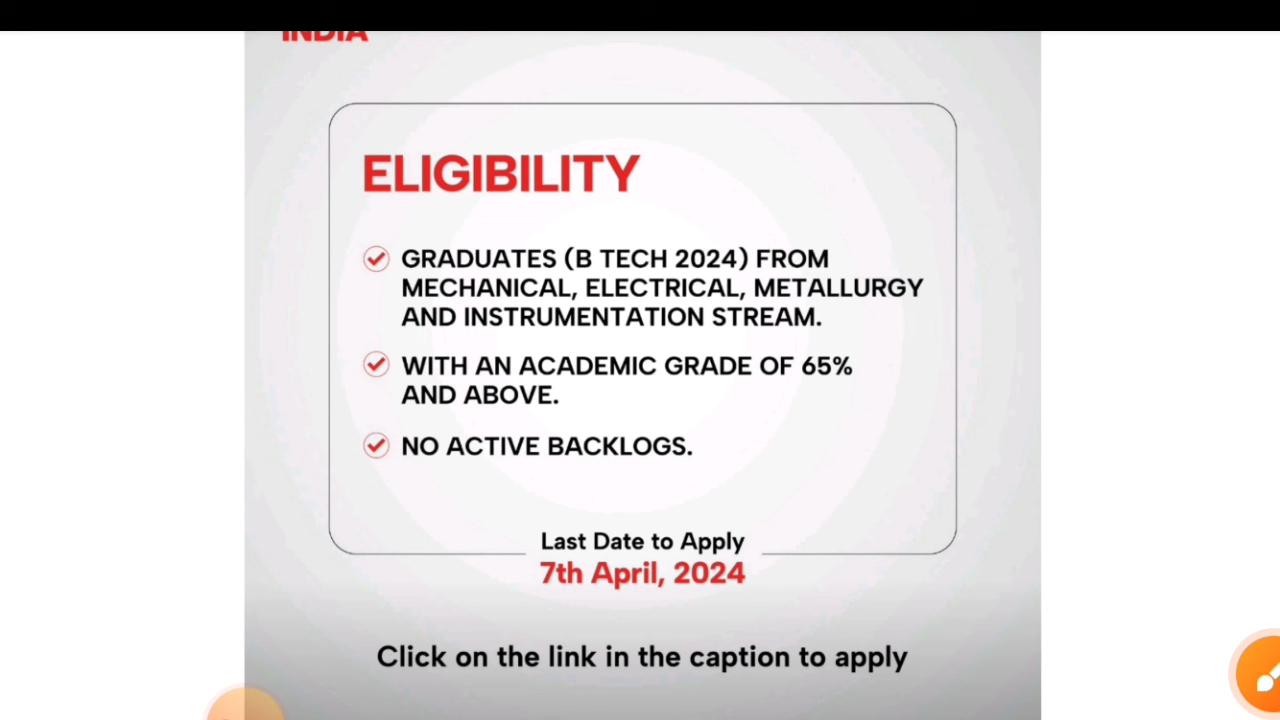 INDIA
ELIGIBILITY
GRADUATES (B TECH 2024) FROM
MECHANICAL, ELECTRICAL, METALLURGY
AND INSTRUMENTATION STREAM.
WITH AN ACADEMIC GRADE OF 65%
AND ABOVE.
NO ACTIVE BACKLOGS.
Last Date to Apply
7th April, 2024
Click on the link in the caption to apply